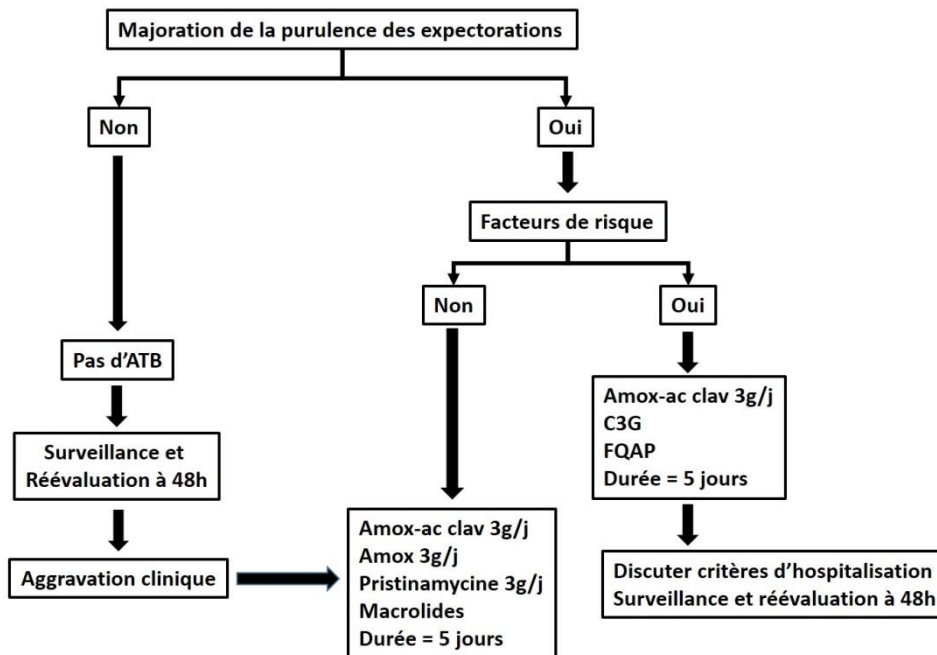 Majoration de la purulence des expectorations
Non
Oui
Facteurs de risque
Non
Oui
Pas d'ATB
Surveillance et
Réévaluation à 48h
Aggravation clinique
Amox-ac clav 3g/j
Amox 3g/j
Pristinamycine 3g/j
Macrolides
Durée = 5 jours
Amox-ac clav 3g/j
C3G
FQAP
Durée = 5 jours
Discuter critères d'hospitalisation
Surveillance et réévaluation à 48h